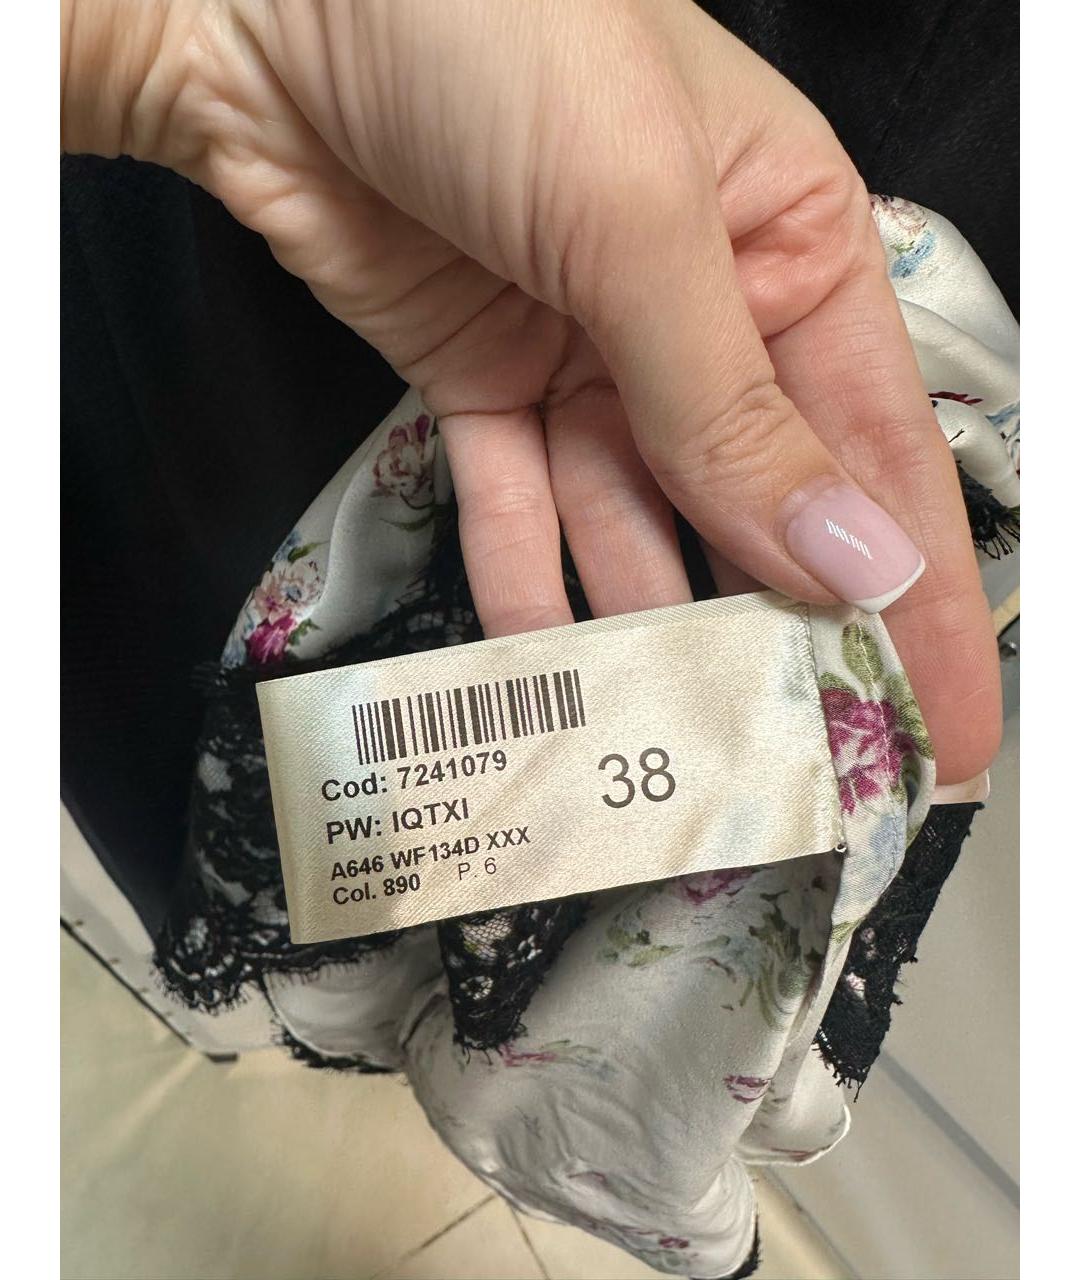 Cod: 7241079
38
PW: IQTXI
A646 WF134D XXX
Col. 890 P. 6